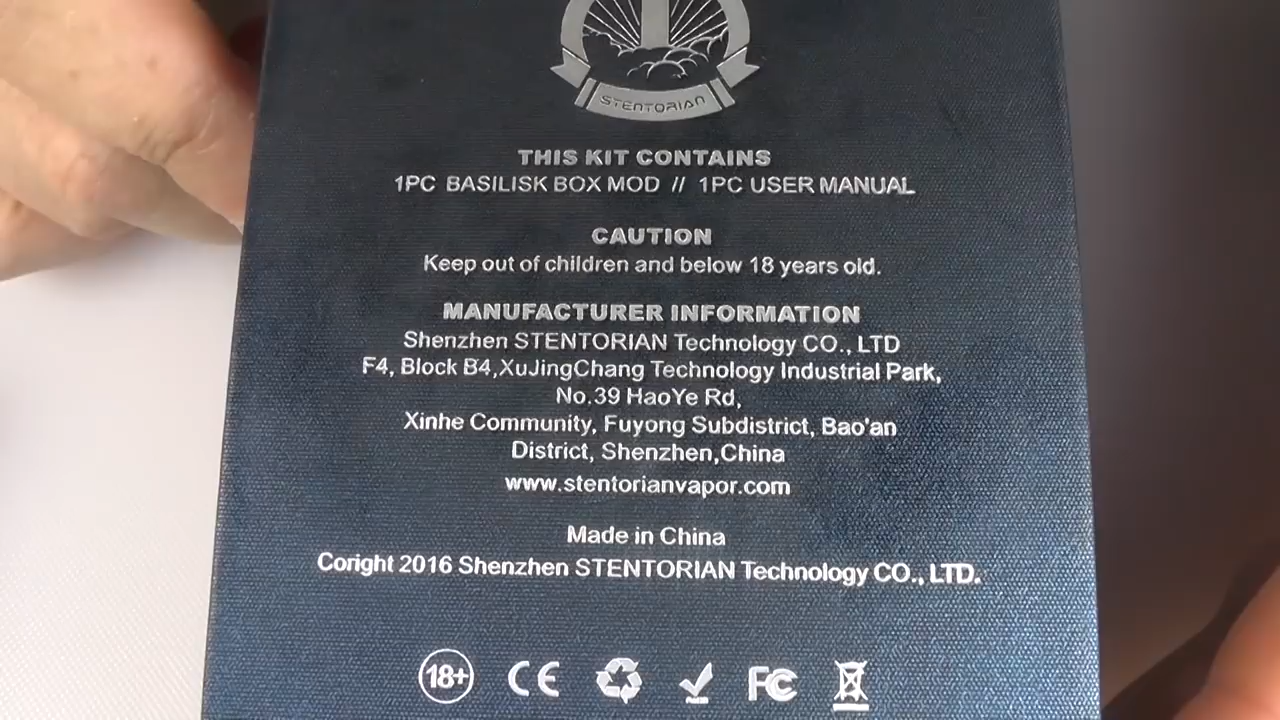 STENTORIAN
THIS KIT CONTAINS
1PC BASILISK BOX MOD // 1PC USER MANUAL
CAUTION
Keep out of children and below 18 years old.
MANUFACTURER INFORMATION
Shenzhen STENTORIAN Technology CO., LTD
F4, Block B4,XuJingChang Technology Industrial Park,
No.39 HaoYe Rd,
Xinhe Community, Fuyong Subdistrict, Bao'an
District, Shenzhen,China
www.stentorianvapor.com
Made in China
Coright 2016 Shenzhen STENTORIAN Technology CO., LTD.
18+ CE FC